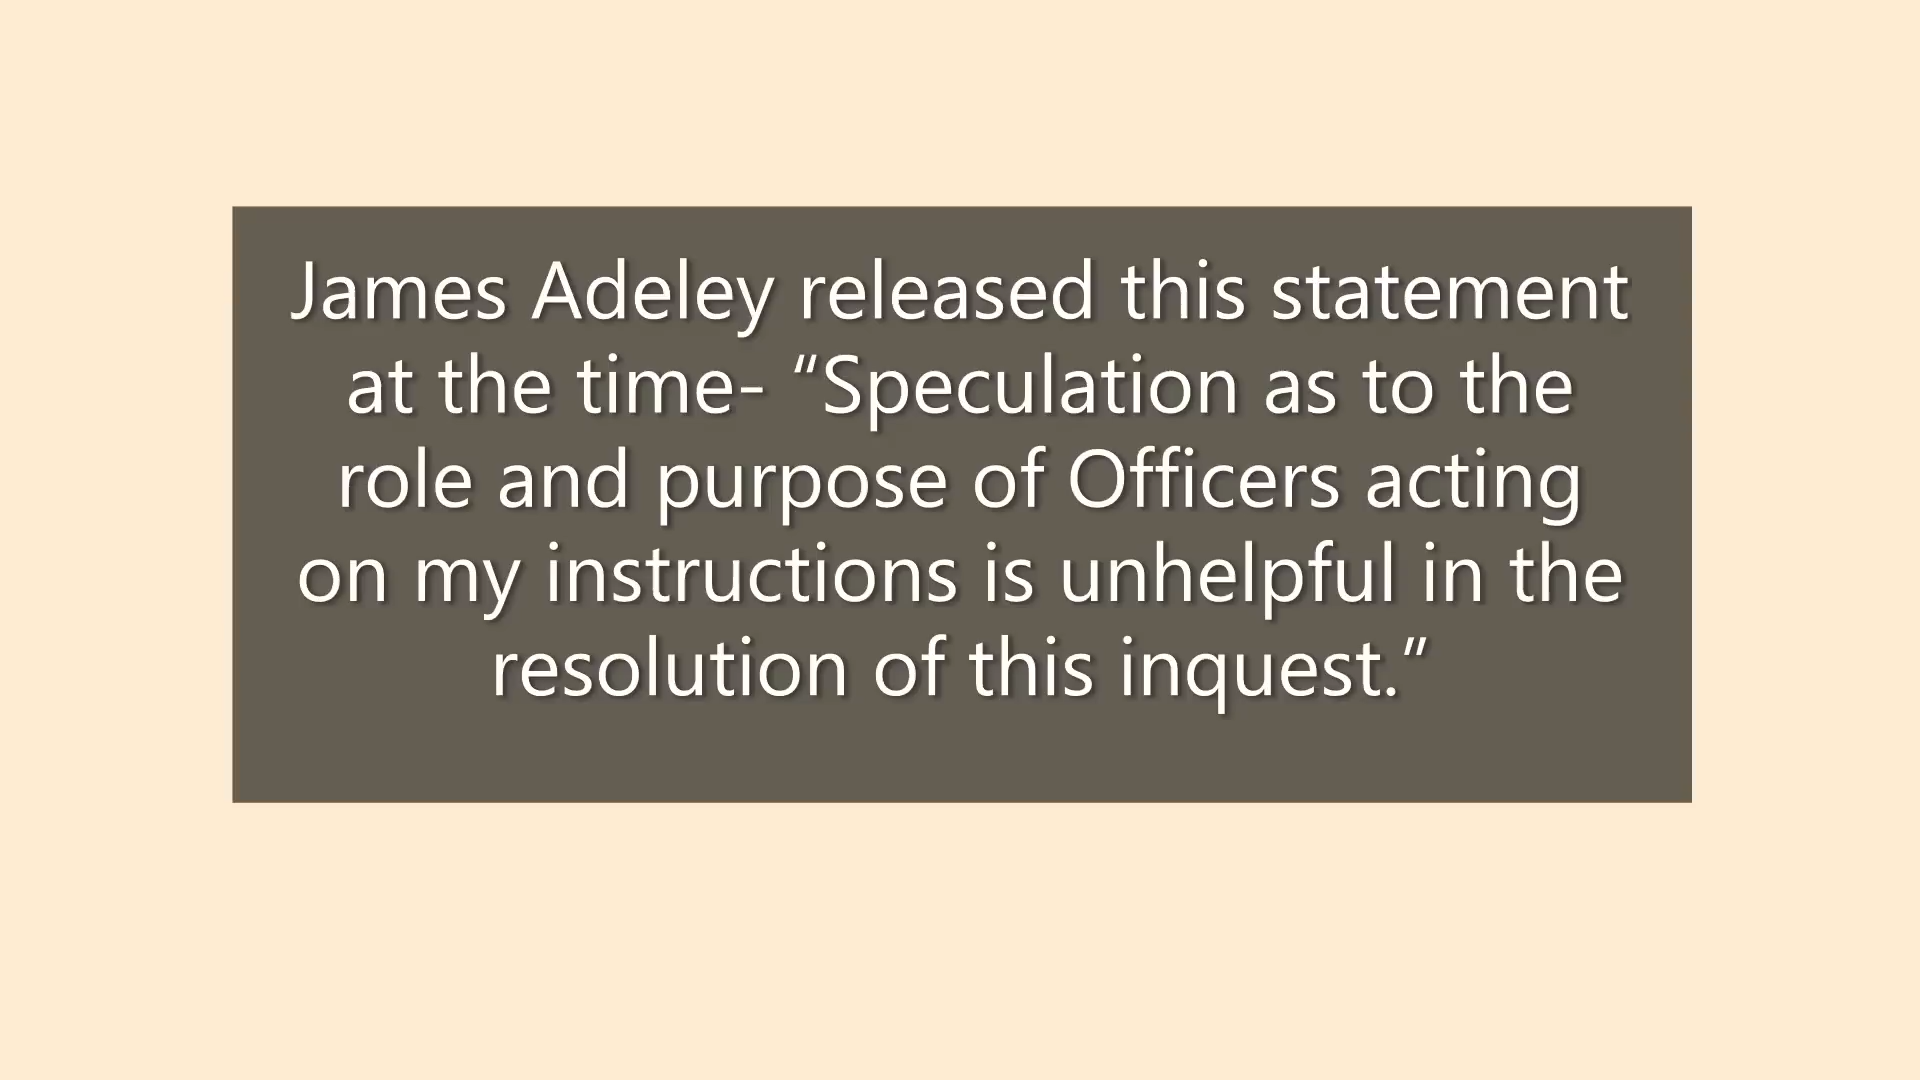 James Adeley released this statement
at the time- “Speculation as to the
role and purpose of Officers acting
on my instructions is unhelpful in the
resolution of this inquest.”